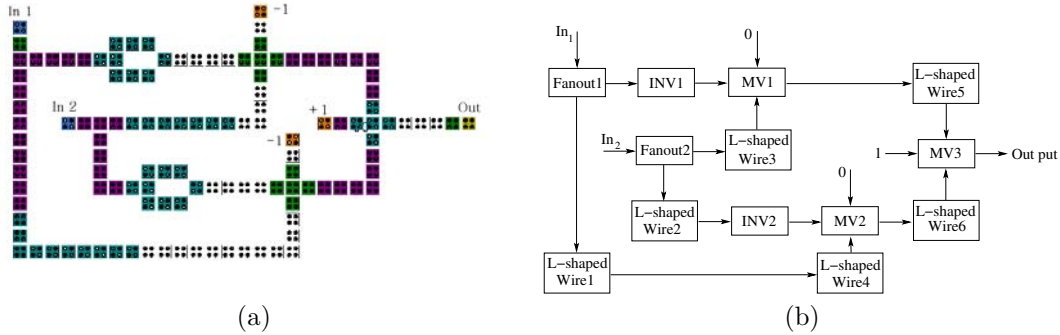 In 1
-1
In 2
+1
Out
-1
In1
0
Fanout1
INV1
MV1
L-shaped
Wire5
In2
Fanout2
L-shaped
Wire3
1
MV3
Out put
0
L-shaped
Wire2
INV2
MV2
L-shaped
Wire6
L-shaped
Wire1
L-shaped
Wire4
(a)
(b)